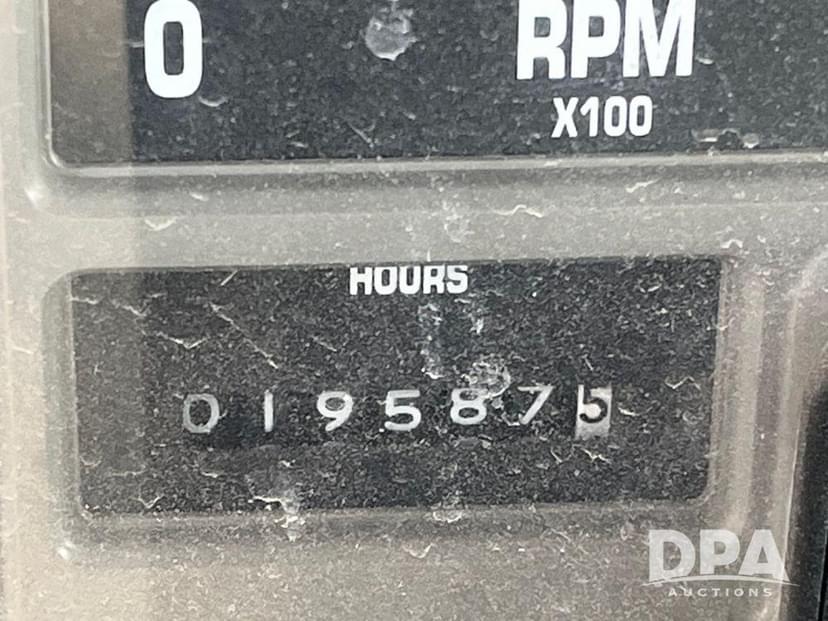 0 RPM
X100
HOURS
0195875
DPA
AUCTIONS